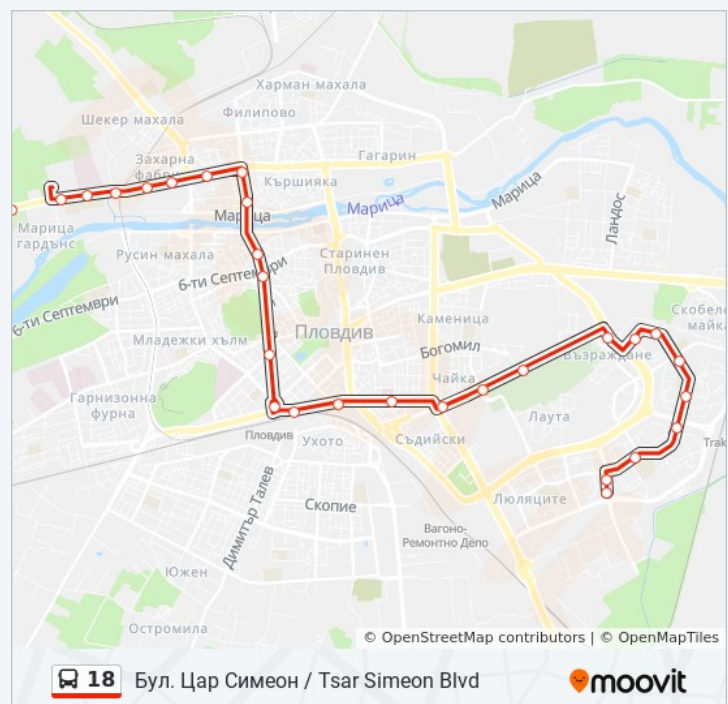 Харман махала
Филипово
Шекер махала
Гагарин
Захарна
фабри
Кършияка
Марица
Марица
Марица
Ландос
Марица
гардънс
Русин махала
Старинен
Пловдив
6-ти Септември
6-ти Септември
Скобеле
майка
Каменица
Пловдив
Младежки хълм
Богомил
Възраждане
Чайка
Гарнизонна
фурна
Лаута
Пловдив
Ухото
Съдийски
Trak
Люляците
Димитър Талев
Скопие
Вагоно-
Ремонтно Депо
Южен
Остромила
© OpenStreetMap contributors | © OpenMapTiles
18 Бул. Цар Симеон / Tsar Simeon Blvd
moovit